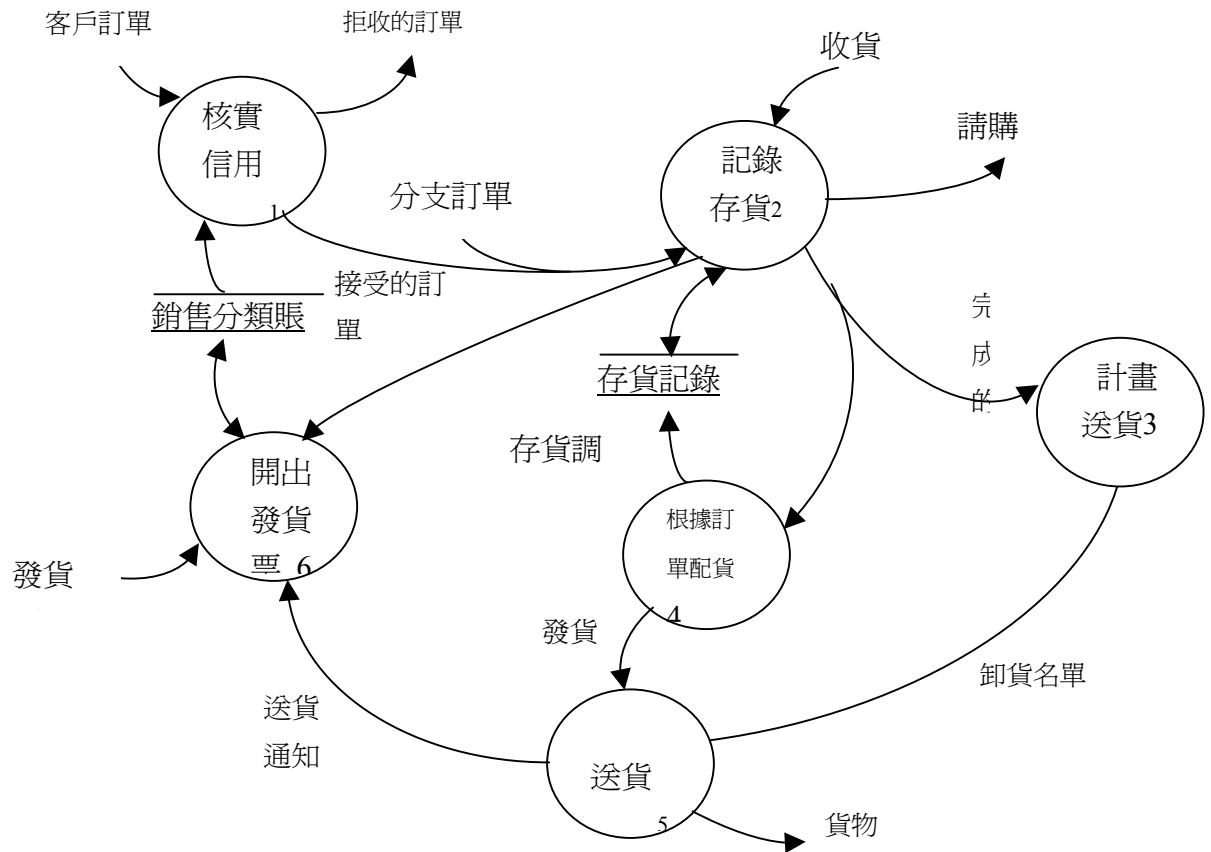 客戶訂單
拒收的訂單
收貨
核實
信用
1
請購
記錄
存貨2
分支訂單
接受的訂
單
銷售分類賬
存貨記錄
完
成
的
計畫
送貨3
存貨調
開出
發貨
票 6
根據訂
單配貨
4
發貨
發貨
卸貨名單
送貨
通知
送貨
5
貨物